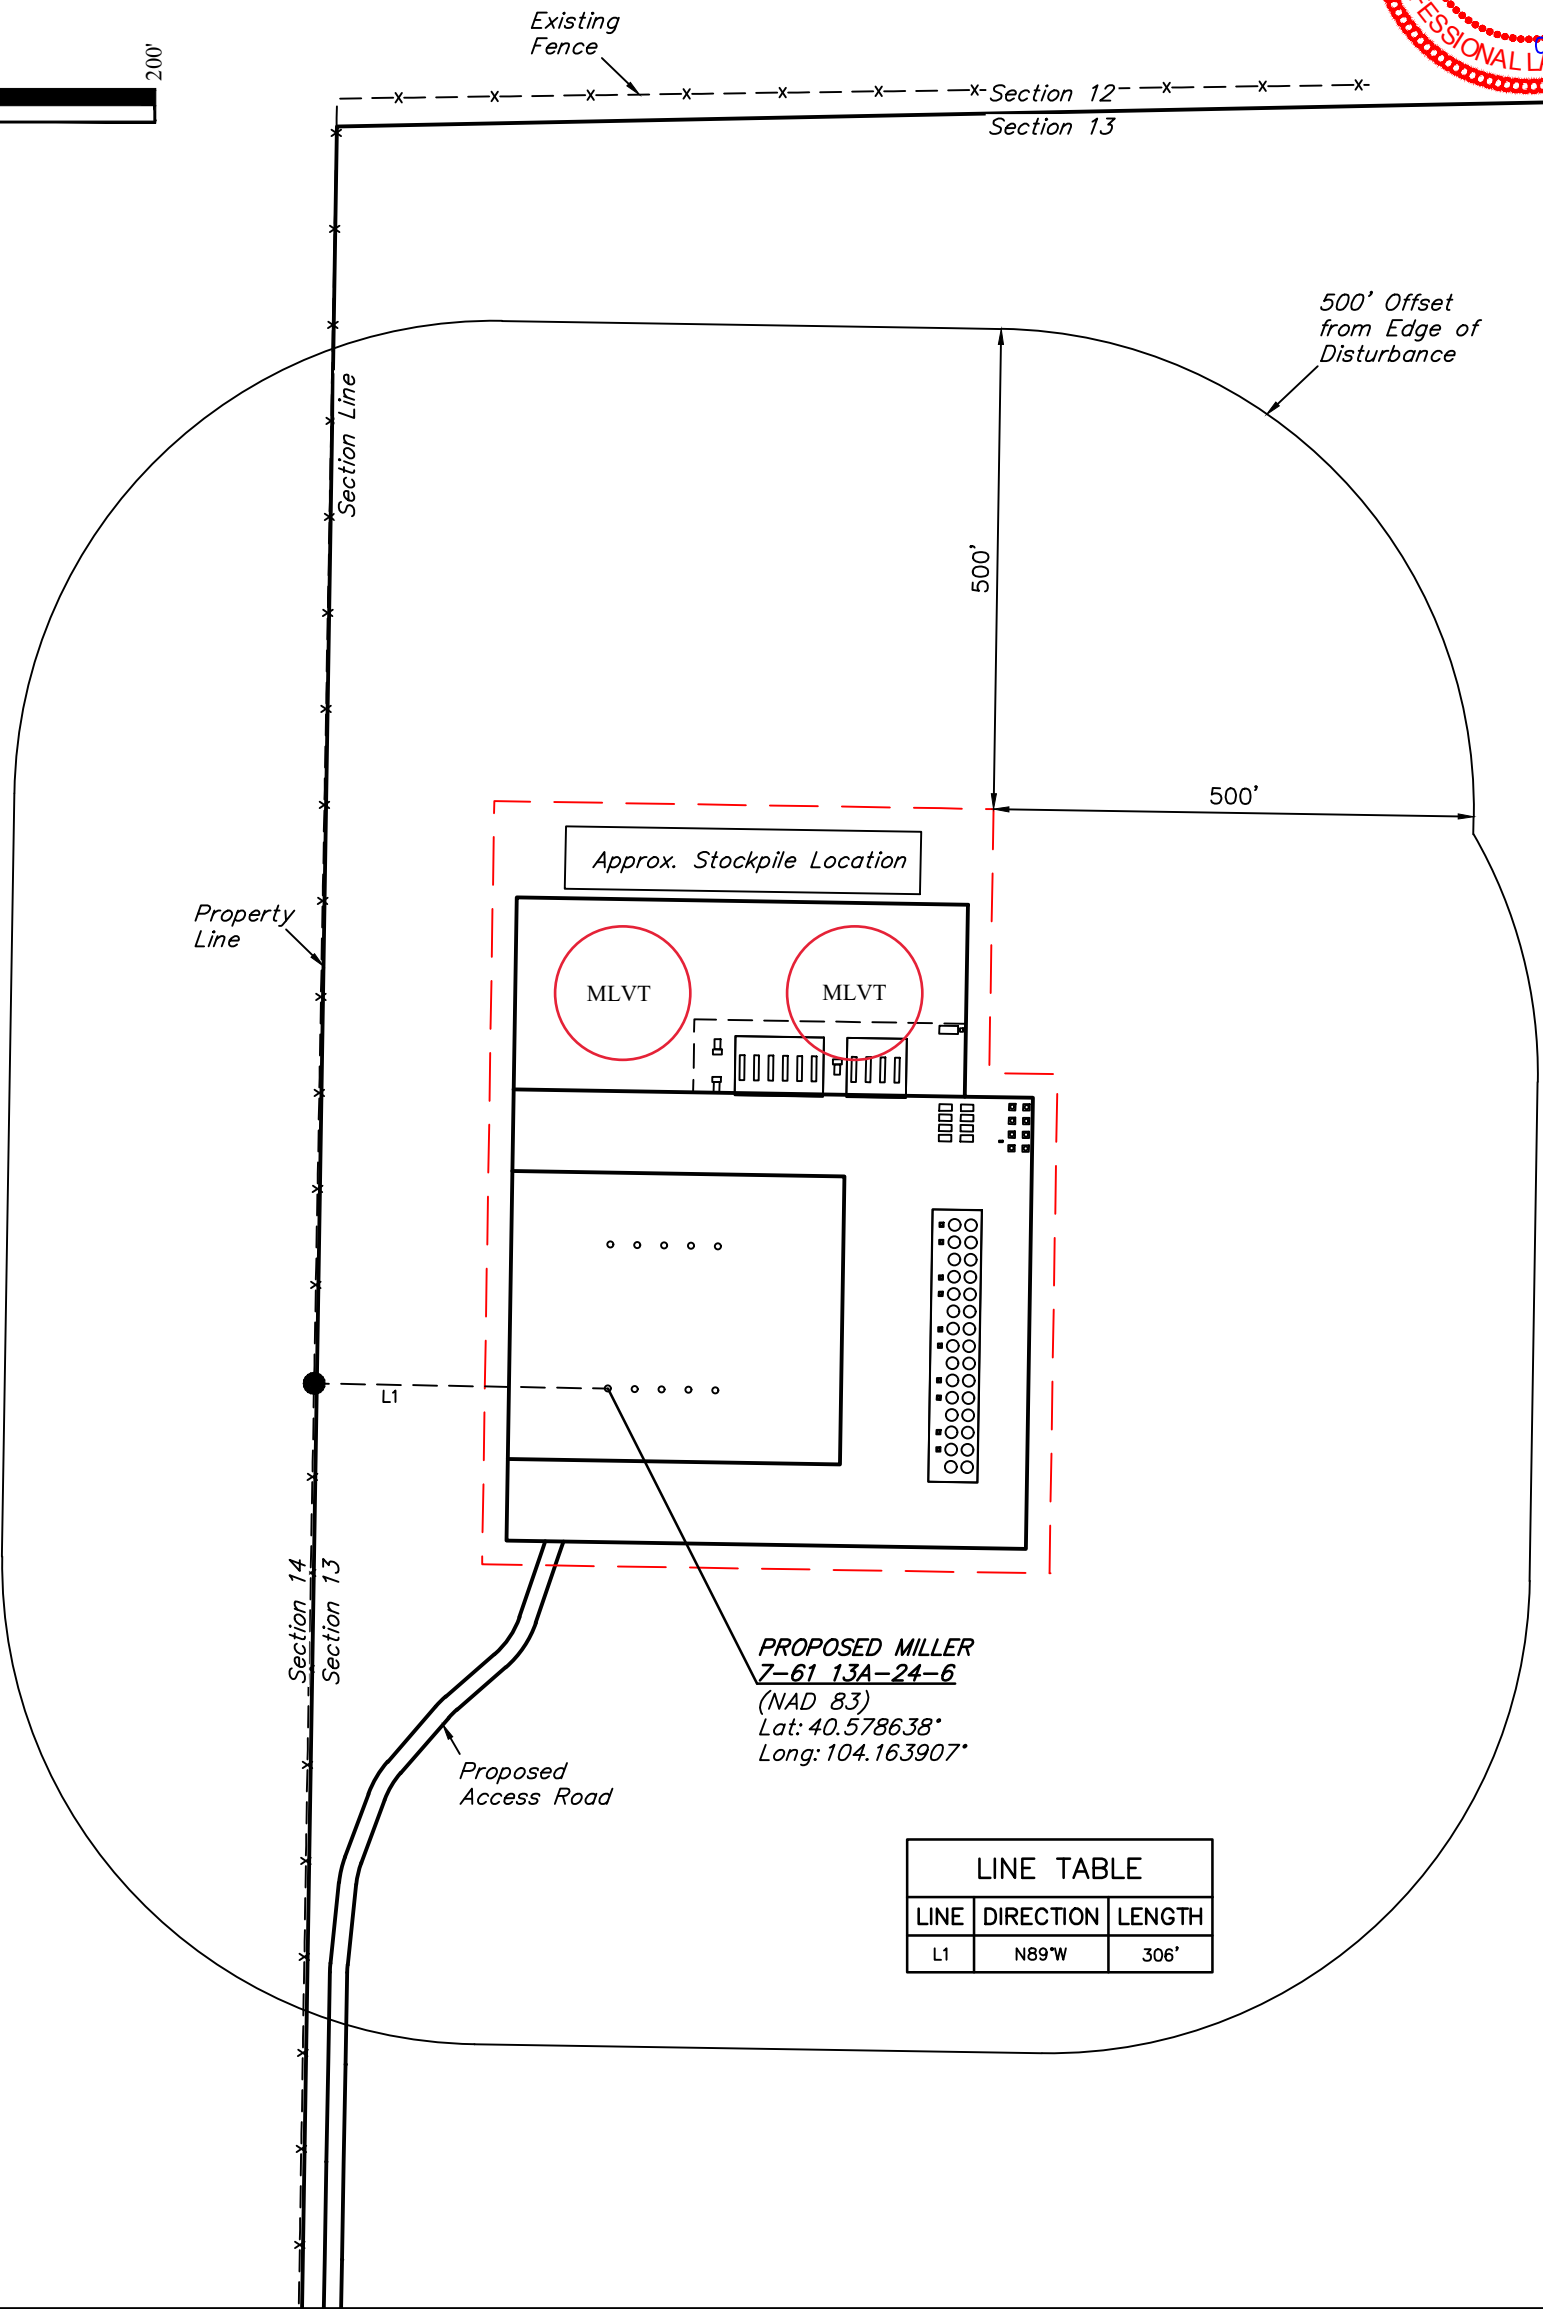 Existing
Fence
200'
Section 12
Section 13
500' Offset
from Edge of
Disturbance
Section Line
500'
500'
Approx. Stockpile Location
Property
Line
MLVT
MLVT
L1
Section 14
Section 13
PROPOSED MILLER
7-61 13A-24-6
(NAD 83)
Lat: 40.578638°
Long: 104.163907°
Proposed
Access Road
LINE TABLE
LINE DIRECTION LENGTH
L1 N89°W 306'